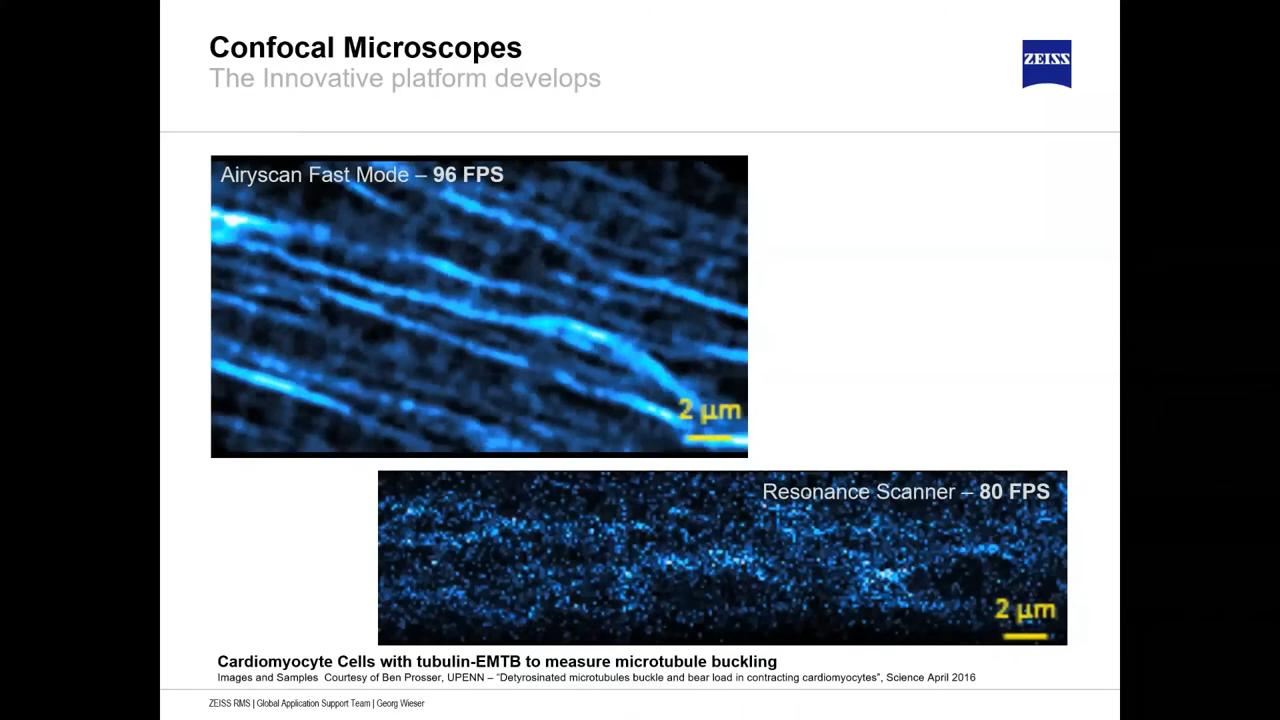 Confocal Microscopes
The Innovative platform develops
ZEISS
Airyscan Fast Mode – 96 FPS
2 µm
Resonance Scanner – 80 FPS
2 µm
Cardiomyocyte Cells with tubulin-EMTB to measure microtubule buckling
Images and Samples Courtesy of Ben Prosser, UPENN – “Detyrosinated microtubules buckle and bear load in contracting cardiomyocytes”, Science April 2016
ZEISS RMS | Global Application Support Team | Georg Wieser